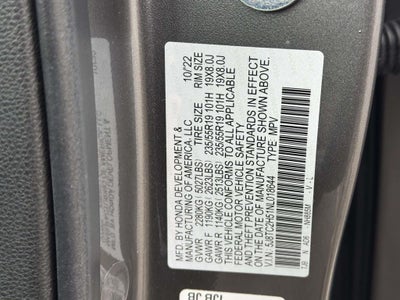 MFD BY HONDA DEVELOPMENT & 10/22
MANUFACTURING OF AMERICA, LLC
GVWR 2280KG (5027LBS) TIRE SIZE RIM SIZE
GAWR F 1190KG (2623LBS) 235/55R19 101H 19X8.0J
GAWR R 1140KG (2513LBS) 235/55R19 101H 19X8.0J
THIS VEHICLE CONFORMS TO ALL APPLICABLE
FEDERAL MOTOR VEHICLE SAFETY
AND THEFT PREVENTION STANDARDS IN EFFECT
ON THE DATE OF MANUFACTURE SHOWN ABOVE.
V.I.N.: 5J8TC2H51NL018644 TYPE: MPV
JBJB